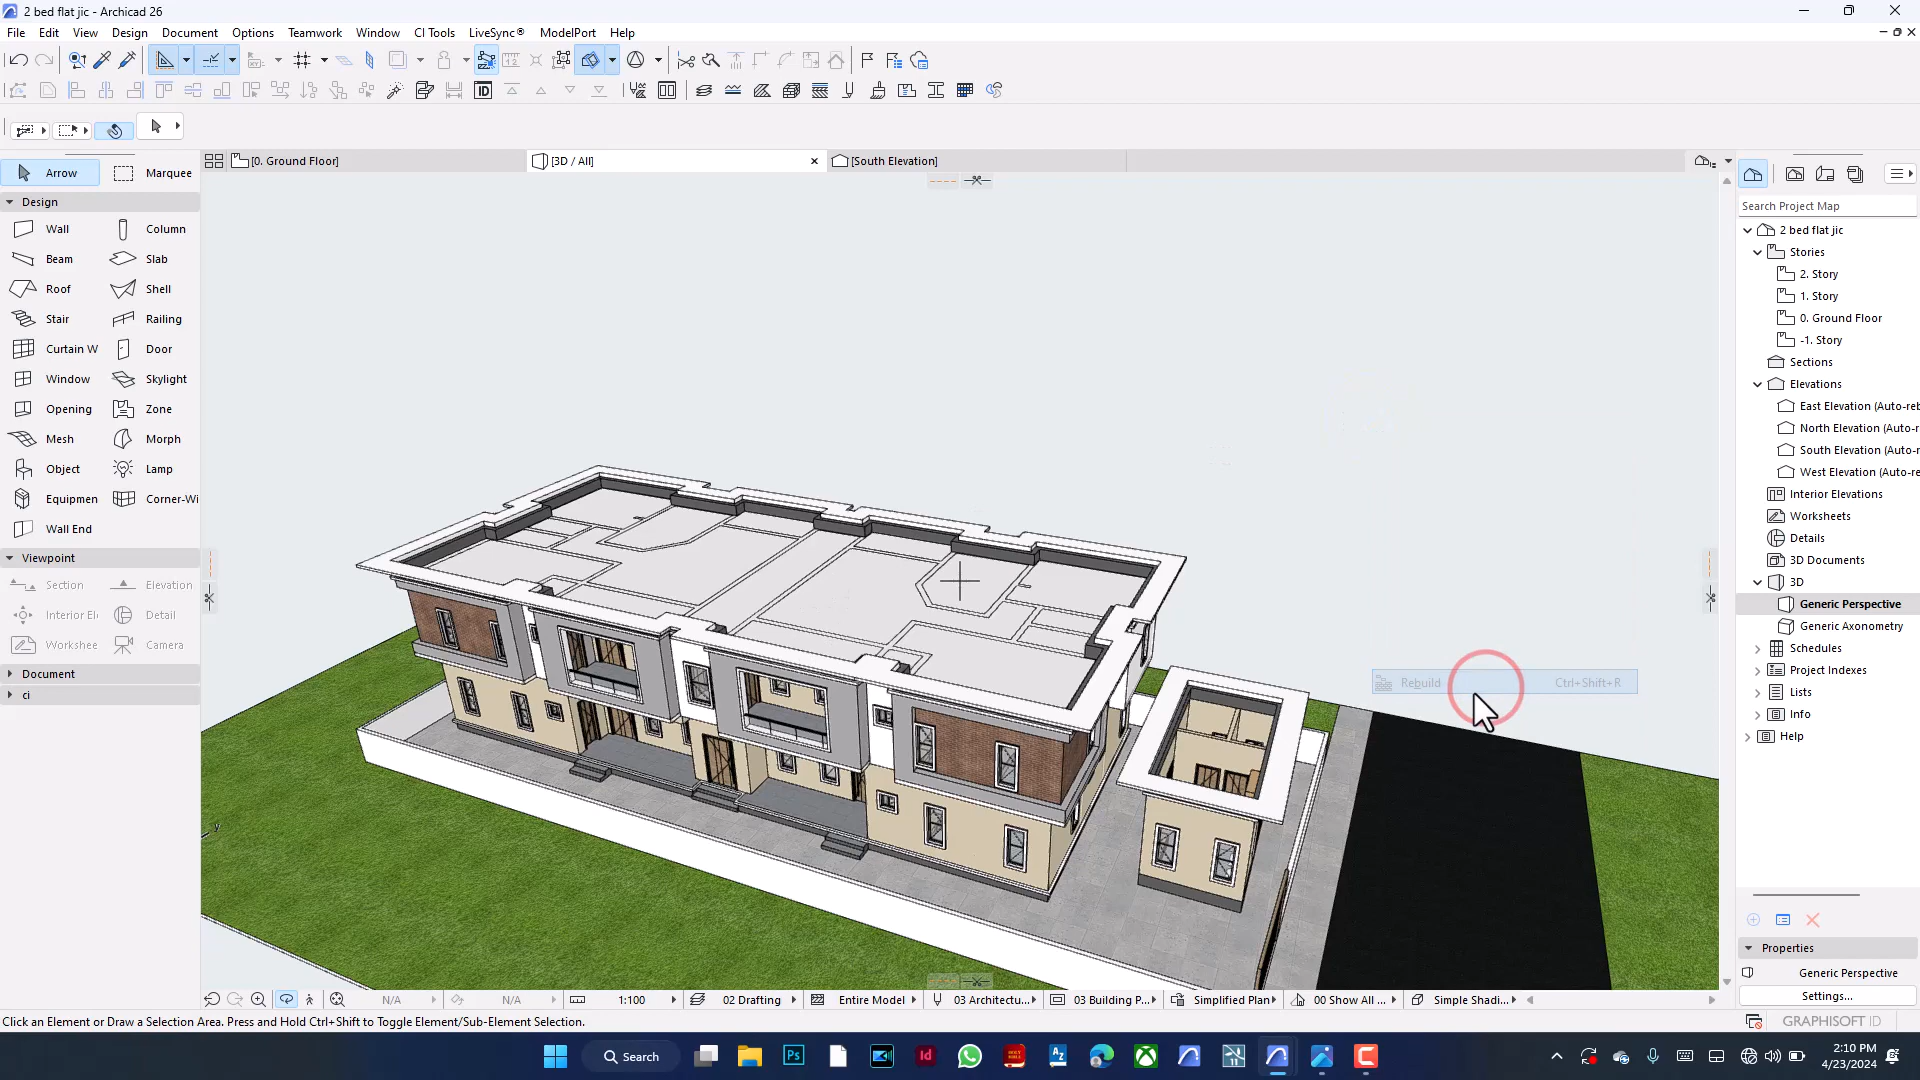 2 bed flat jic - Archicad 26
File Edit View Design Document Options Teamwork Window CI Tools LiveSync® ModelPort Help
ID
[0. Ground Floor] [3D / All] [South Elevation]
Arrow Marquee
Design
Wall Column
Beam Slab
Roof Shell
Stair Railing
Curtain W Door
Window Skylight
Opening Zone
Mesh Morph
Object Lamp
Equipmen Corner-Wi
Wall End
Viewpoint
Section Elevation
Interior Ele Detail
Workshee Camera
Document
ci
Rebuild Ctrl+Shift+R
Search Project Map
2 bed flat jic
Stories
2. Story
1. Story
0. Ground Floor
-1. Story
Sections
Elevations
East Elevation (Auto-reb
North Elevation (Auto-r
South Elevation (Auto-r
West Elevation (Auto-re
Interior Elevations
Worksheets
Details
3D Documents
3D
Generic Perspective
Generic Axonometry
Schedules
Project Indexes
Lists
Info
Help
Properties
Generic Perspective
Settings...
N/A N/A 1:100 02 Drafting Entire Model 03 Architectu... 03 Building P... Simplified Plan 00 Show All ... Simple Shadi...
Click an Element or Draw a Selection Area. Press and Hold Ctrl+Shift to Toggle Element/Sub-Element Selection.
GRAPHISOFT ID
Search
2:10 PM
4/23/2024